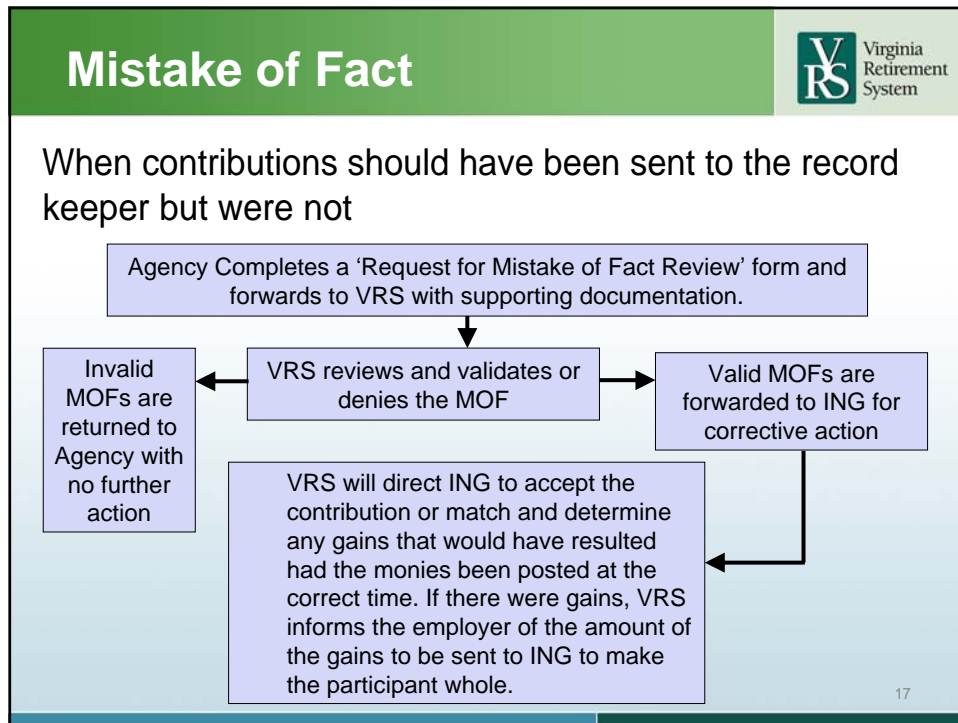 Mistake of Fact
VRS
Virginia
Retirement
System
When contributions should have been sent to the record
keeper but were not
Agency Completes a ‘Request for Mistake of Fact Review’ form and
forwards to VRS with supporting documentation.
Invalid
MOFs are
returned to
Agency with
no further
action
VRS reviews and validates or
denies the MOF
Valid MOFs are
forwarded to ING for
corrective action
VRS will direct ING to accept the
contribution or match and determine
any gains that would have resulted
had the monies been posted at the
correct time. If there were gains, VRS
informs the employer of the amount of
the gains to be sent to ING to make
the participant whole.
17